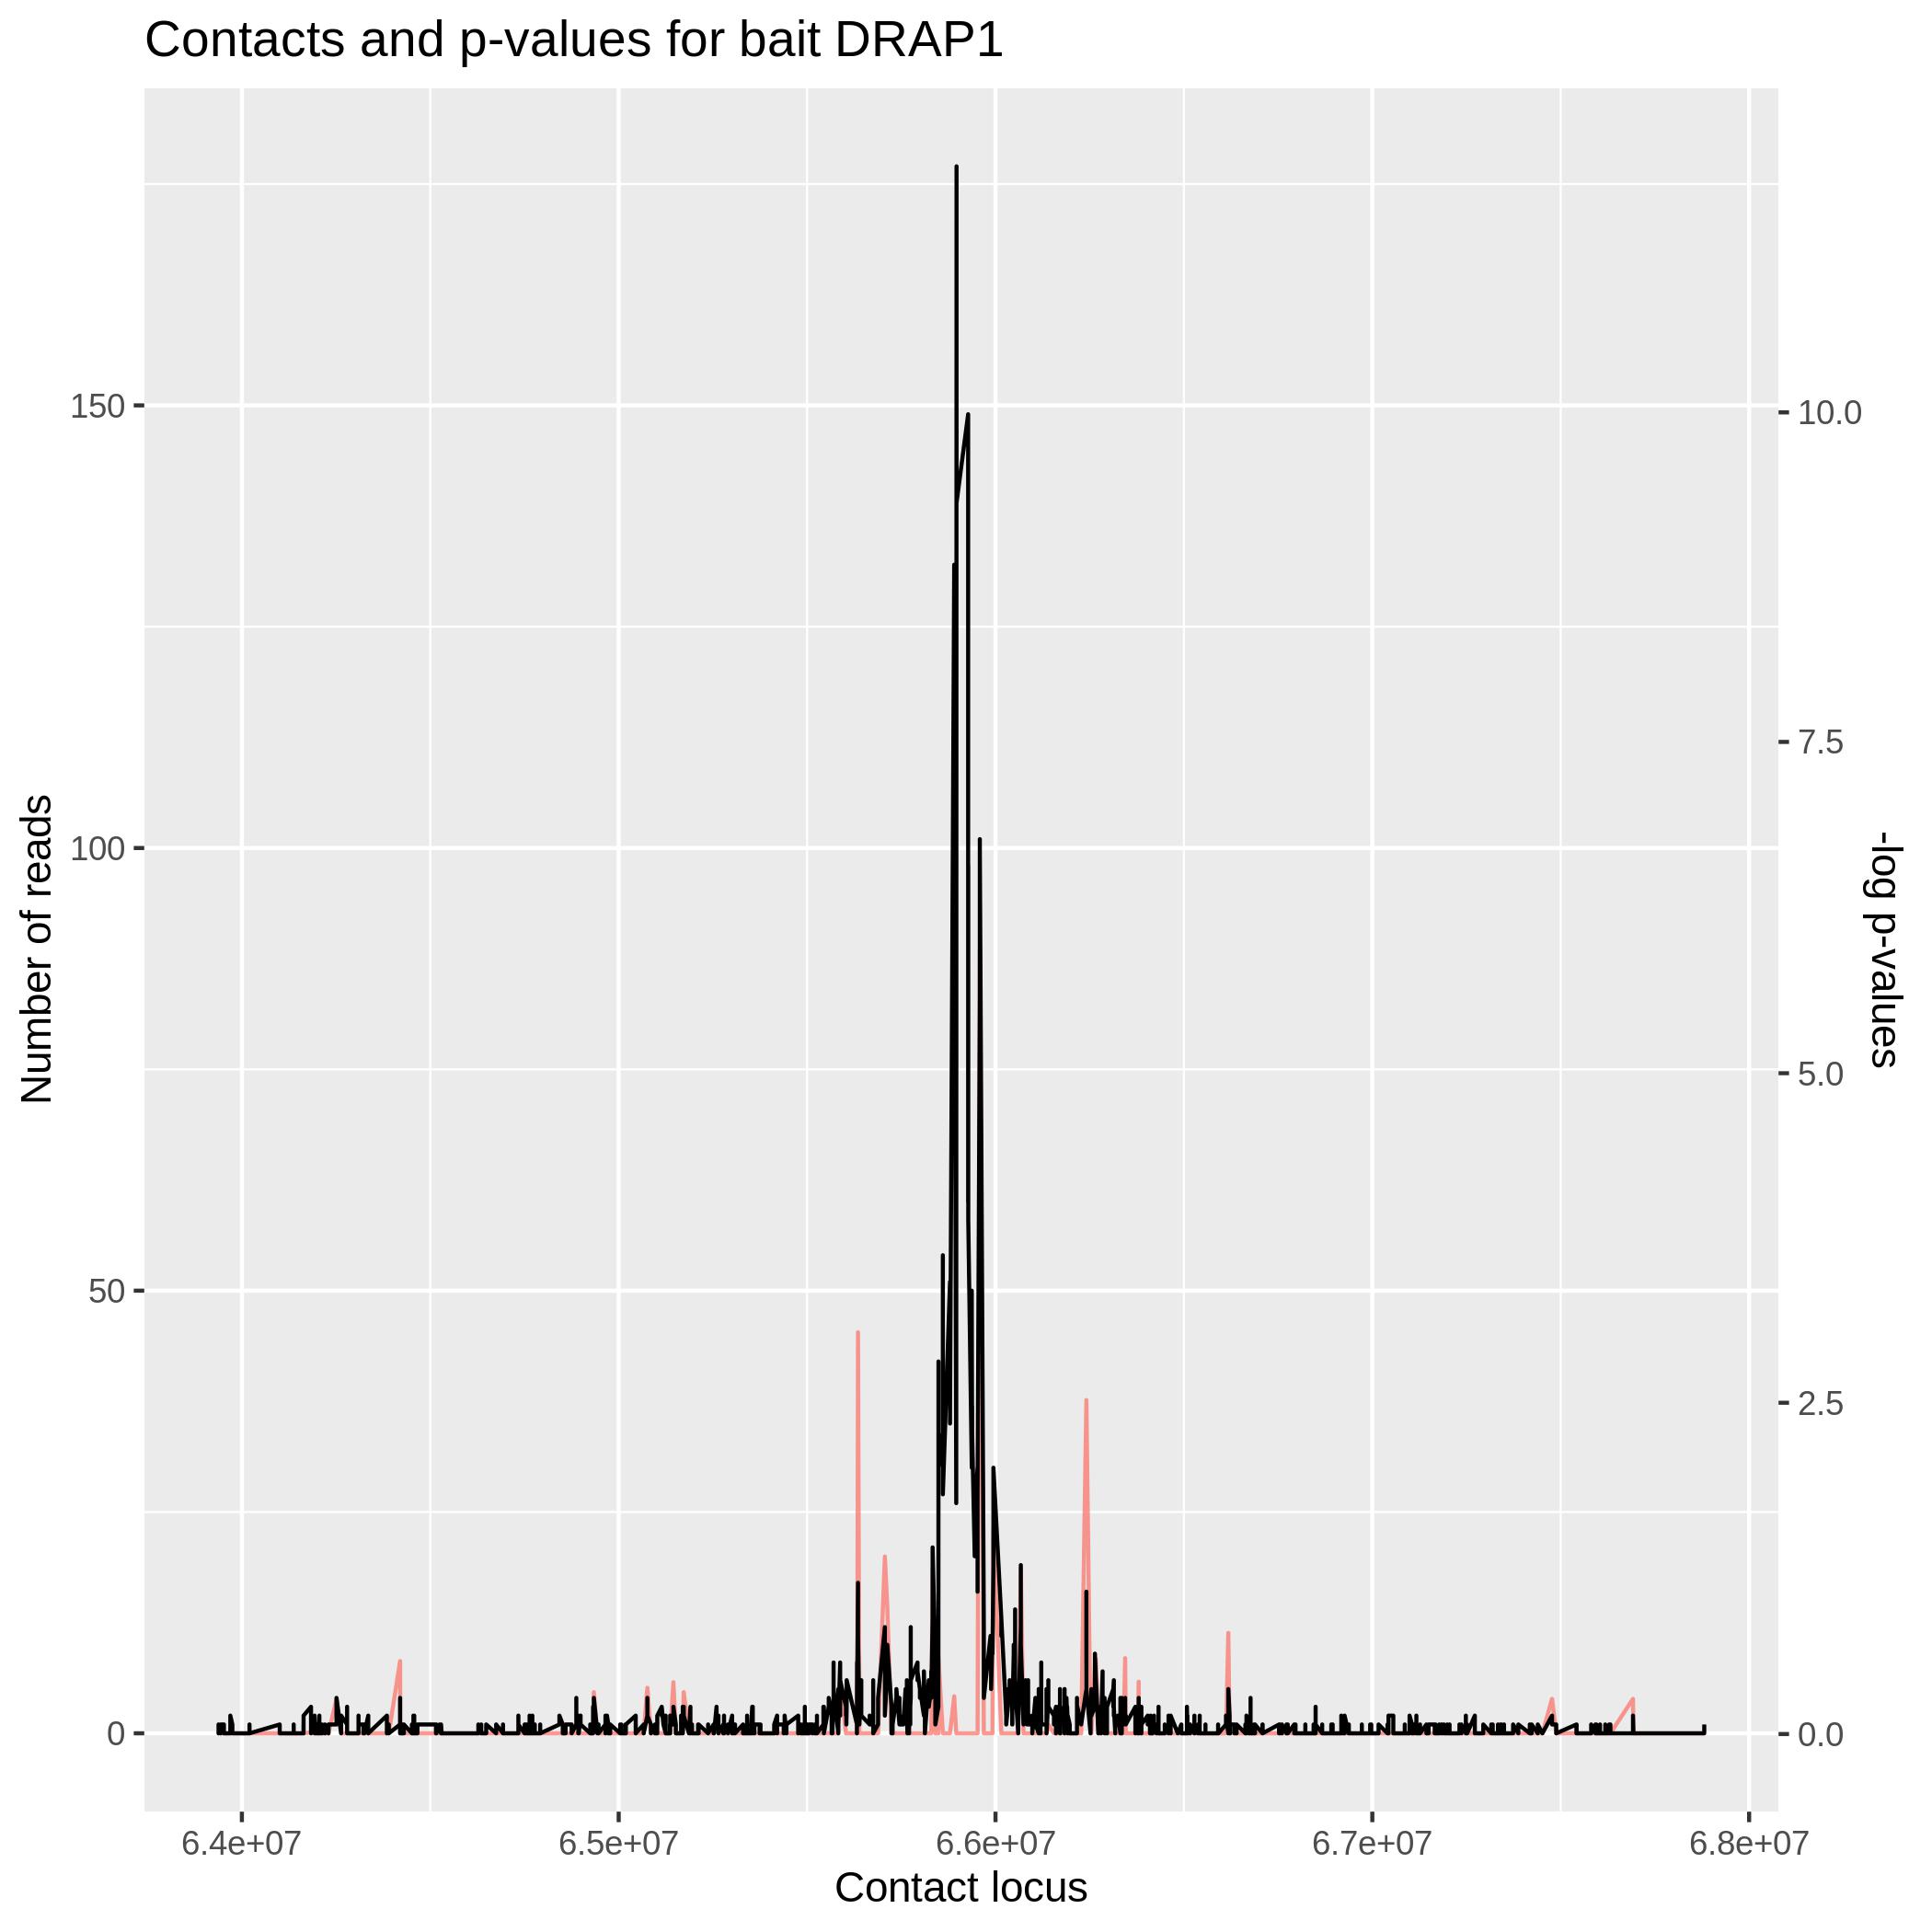 Contacts and p-values for bait DRAP1
150
100
50
0
Number of reads
10.0
7.5
5.0
2.5
0.0
-log p-values
6.4e+07
6.5e+07
6.6e+07
6.7e+07
6.8e+07
Contact locus